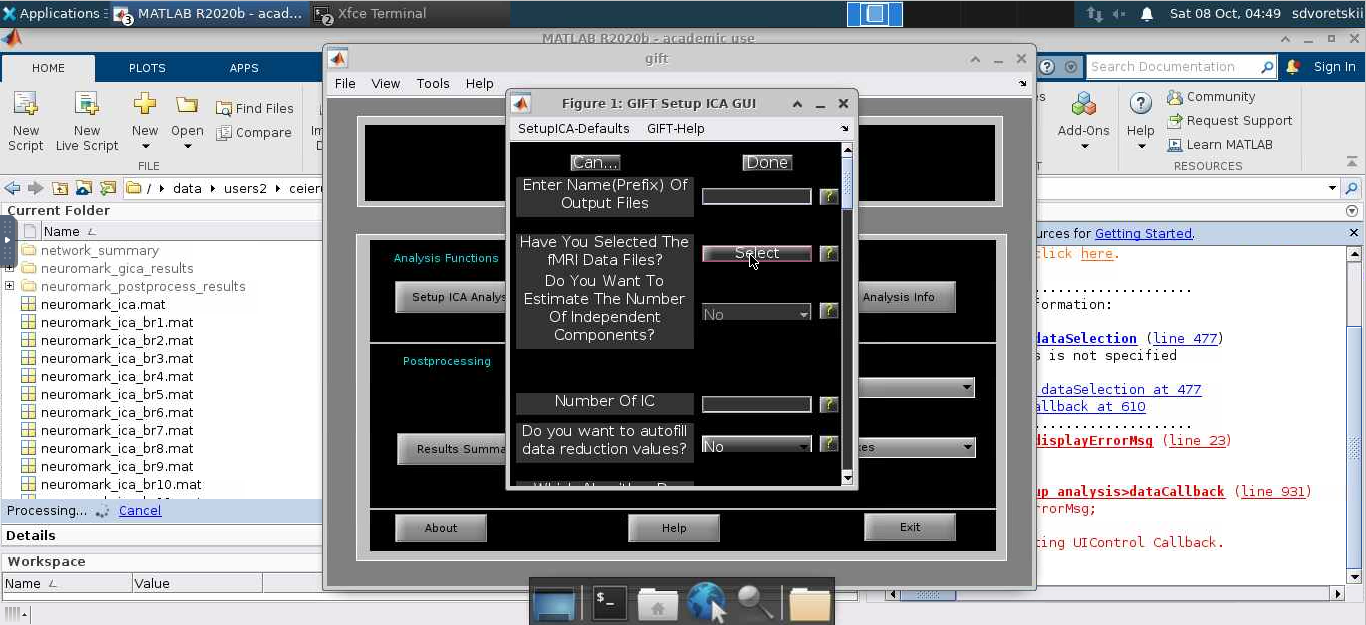 Applications
MATLAB R2020b - acad...
3
Xfce Terminal
2
Sat 08 Oct, 04:49
sdvoretskii
MATLAB R2020b - academic use
HOME
PLOTS
APPS
Search Documentation
Sign In
New
Script
New
Live Script
New
Open
Find Files
Compare
FILE
Add-Ons
Help
Community
Request Support
Learn MATLAB
RESOURCES
/ data users2
Current Folder
Name
network_summary
neuromark_gica_results
neuromark_postprocess_results
neuromark_ica.mat
neuromark_ica_br1.mat
neuromark_ica_br2.mat
neuromark_ica_br3.mat
neuromark_ica_br4.mat
neuromark_ica_br5.mat
neuromark_ica_br6.mat
neuromark_ica_br7.mat
neuromark_ica_br8.mat
neuromark_ica_br9.mat
neuromark_ica_br10.mat
Processing...
Cancel
Details
Workspace
Name
Value
gift
File
View
Tools
Help
Analysis Functions
Setup ICA Analys
Analysis Info
Postprocessing
Results Summa
About
Help
Exit
Figure 1: GIFT Setup ICA GUI
SetupICA-Defaults
GIFT-Help
Can...
Done
Enter Name(Prefix) Of
Output Files
?
Have You Selected The
fMRI Data Files?
Select
?
Do You Want To
Estimate The Number
Of Independent
Components?
No
?
Number Of IC
?
Do you want to autofill
data reduction values?
No
?
urces for Getting Started.
click here.
formation:
dataSelection (line 477)
s is not specified
dataSelection at 477
allback at 610
displayErrorMsg (line 23)
up_analysis>dataCallback (line 931)
rorMsg;
ting UIControl Callback.